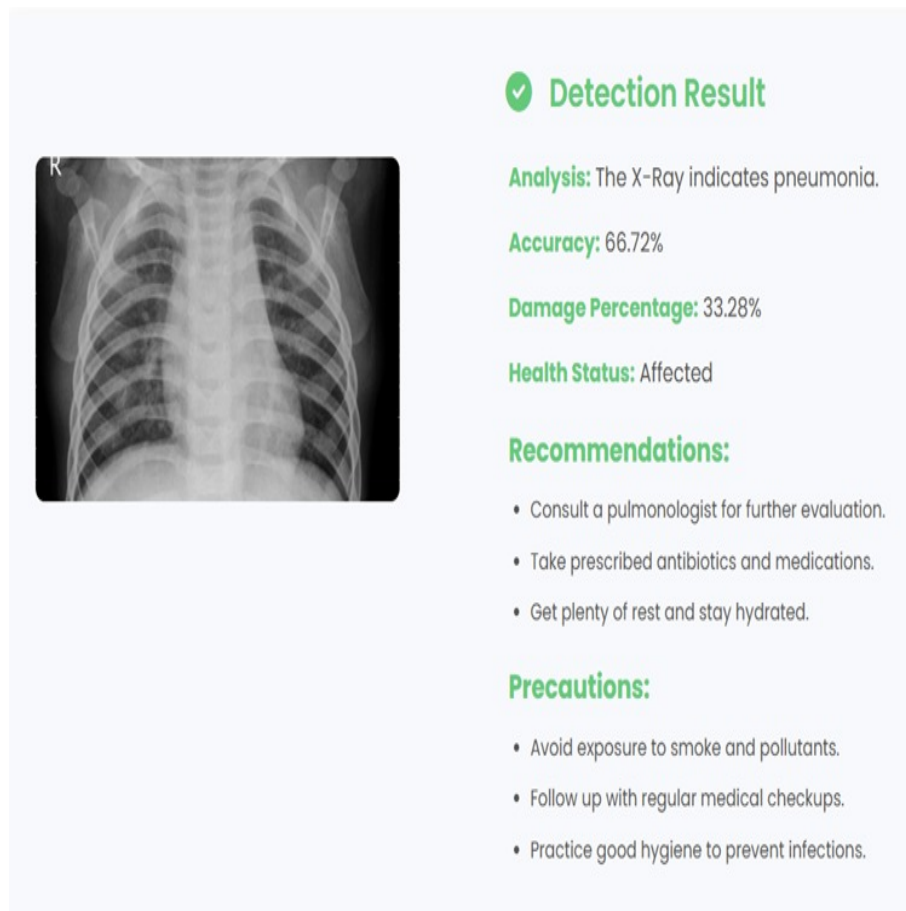 R
Detection Result
Analysis: The X-Ray indicates pneumonia.
Accuracy: 66.72%
Damage Percentage: 33.28%
Health Status: Affected
Recommendations:
• Consult a pulmonologist for further evaluation.
• Take prescribed antibiotics and medications.
• Get plenty of rest and stay hydrated.
Precautions:
• Avoid exposure to smoke and pollutants.
• Follow up with regular medical checkups.
• Practice good hygiene to prevent infections.